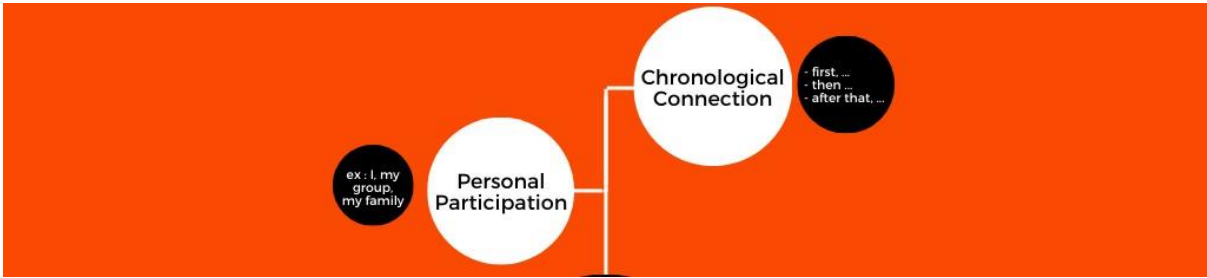 Chronological
Connection
- first, ...
- then ...
- after that, ...
ex : I, my
group,
my family
Personal
Participation